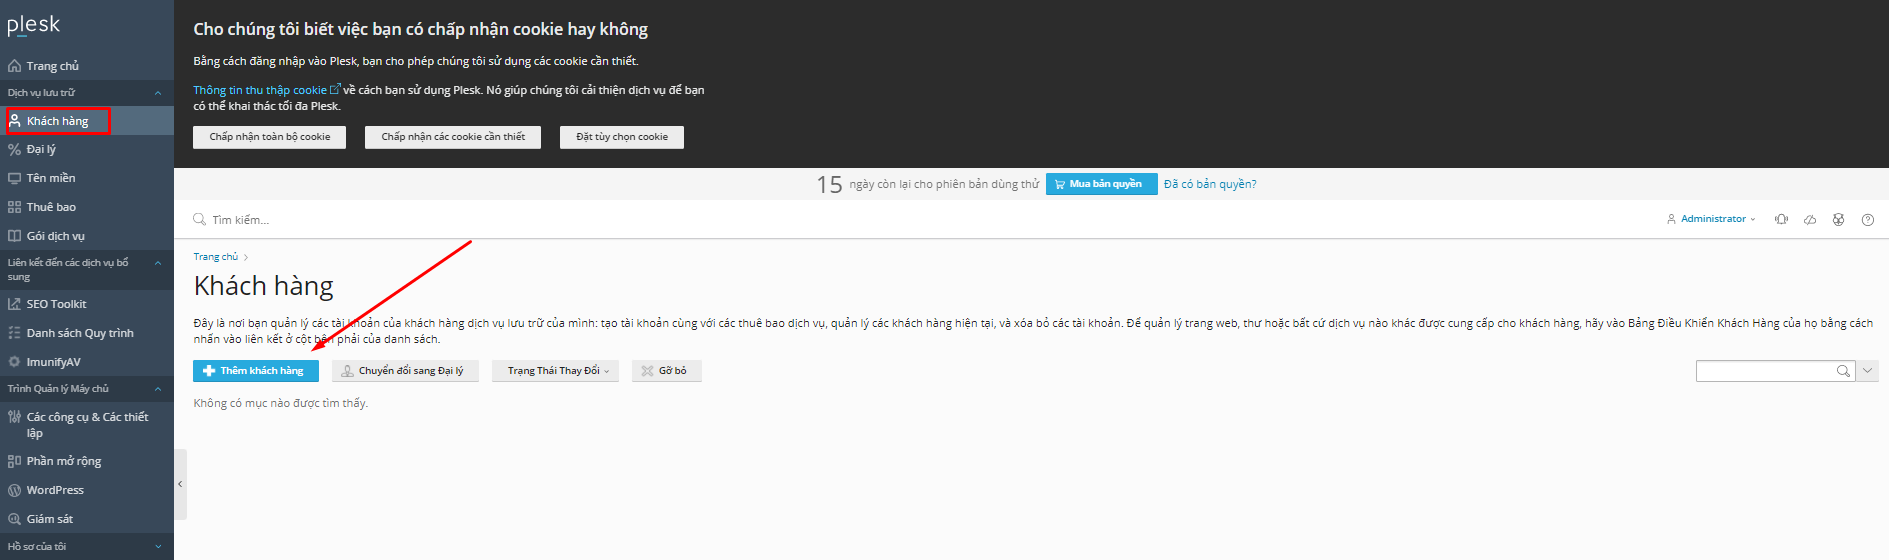 plesk
Trang chủ
Dịch vụ lưu trữ
Khách hàng
Đại lý
Tên miền
Thuê bao
Gói dịch vụ
Liên kết đến các dịch vụ bổ
sung
SEO Toolkit
Danh sách Quy trình
ImunifyAV
Trình Quản lý Máy chủ
Các công cụ & Các thiết
lập
Phần mở rộng
WordPress
Giám sát
Hồ sơ của tôi
Cho chúng tôi biết việc bạn có chấp nhận cookie hay không
Bằng cách đăng nhập vào Plesk, bạn cho phép chúng tôi sử dụng các cookie cần thiết.
Thông tin thu thập cookie về cách bạn sử dụng Plesk. Nó giúp chúng tôi cải thiện dịch vụ để bạn
có thể khai thác tối đa Plesk.
Chấp nhận toàn bộ cookie Chấp nhận các cookie cần thiết Đặt tùy chọn cookie
15 ngày còn lại cho phiên bản dùng thử Mua bản quyền Đã có bản quyền?
Tìm kiếm... Administrator
Trang chủ
Khách hàng
Đây là nơi bạn quản lý các tài khoản của khách hàng dịch vụ lưu trữ của mình: tạo tài khoản cùng với các thuê bao dịch vụ, quản lý các khách hàng hiện tại, và xóa bỏ các tài khoản. Để quản lý trang web, thư hoặc bất cứ dịch vụ nào khác được cung cấp cho khách hàng, hãy vào Bảng Điều Khiển Khách Hàng của họ bằng cách
nhấn vào liên kết ở cột bên phải của danh sách.
Thêm khách hàng Chuyển đổi sang Đại lý Trạng Thái Thay Đổi Gỡ bỏ
Không có mục nào được tìm thấy.